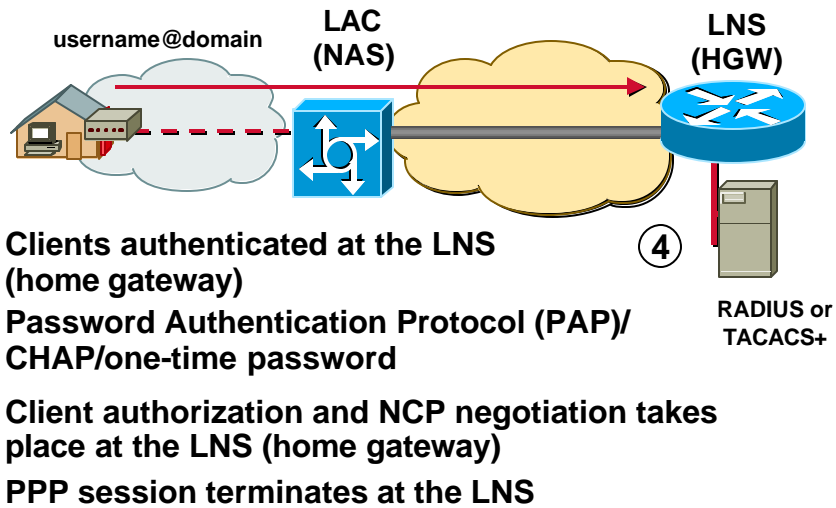 username@domain
LAC
(NAS)
LNS
(HGW)
Clients authenticated at the LNS
(home gateway)
4
Password Authentication Protocol (PAP)/
CHAP/one-time password
RADIUS or
TACACS+
Client authorization and NCP negotiation takes
place at the LNS (home gateway)
PPP session terminates at the LNS